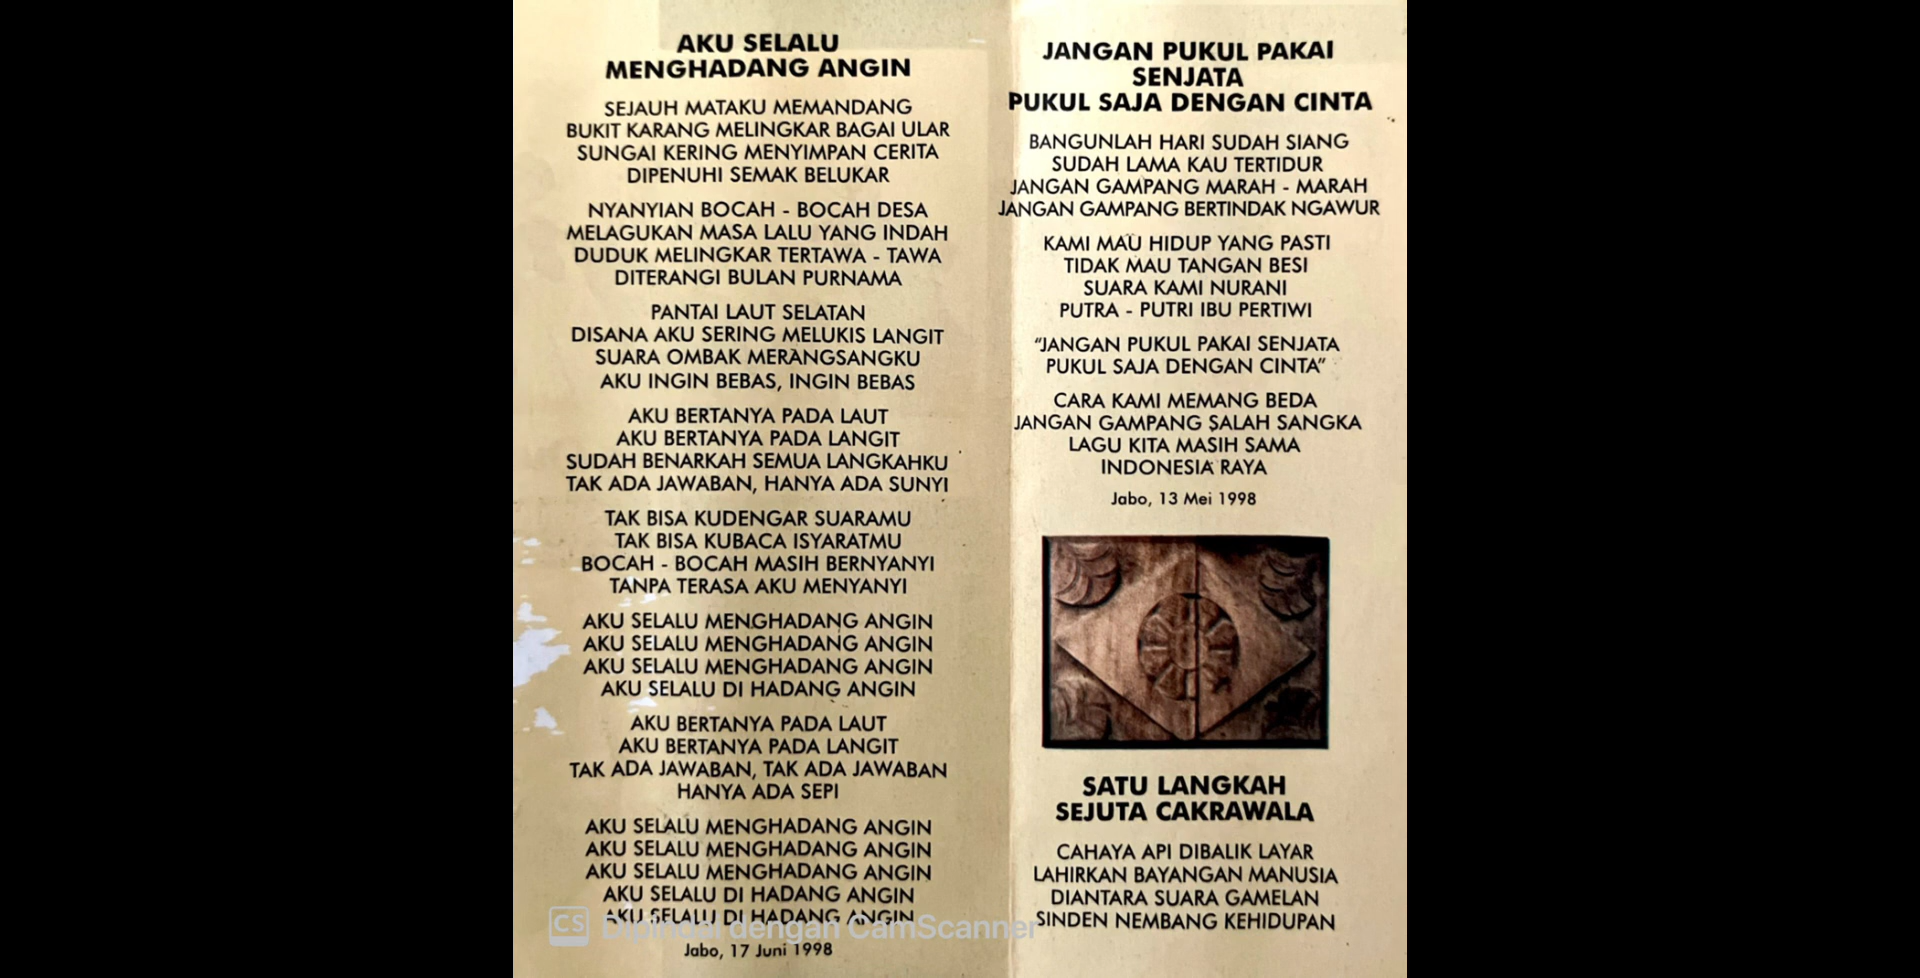 AKU SELALU
MENGHADANG ANGIN
SEJAUH MATAKU MEMANDANG
BUKIT KARANG MELINGKAR BAGAI ULAR
SUNGAI KERING MENYIMPAN CERITA
DIPENUHI SEMAK BELUKAR
NYANYIAN BOCAH - BOCAH DESA
MELAGUKAN MASA LALU YANG INDAH
DUDUK MELINGKAR TERTAWA - TAWA
DITERANGI BULAN PURNAMA
PANTAI LAUT SELATAN
DISANA AKU SERING MELUKIS LANGIT
SUARA OMBAK MERANGSANGKU
AKU INGIN BEBAS, INGIN BEBAS
AKU BERTANYA PADA LAUT
AKU BERTANYA PADA LANGIT
SUDAH BENARKAH SEMUA LANGKAHKU
TAK ADA JAWABAN, HANYA ADA SUNYI
TAK BISA KUDENGAR SUARAMU
TAK BISA KUBACA ISYARATMU
BOCAH - BOCAH MASIH BERNYANYI
TANPA TERASA AKU MENYANYI
AKU SELALU MENGHADANG ANGIN
AKU SELALU MENGHADANG ANGIN
AKU SELALU MENGHADANG ANGIN
AKU SELALU DI HADANG ANGIN
AKU BERTANYA PADA LAUT
AKU BERTANYA PADA LANGIT
TAK ADA JAWABAN, TAK ADA JAWABAN
HANYA ADA SEPI
AKU SELALU MENGHADANG ANGIN
AKU SELALU MENGHADANG ANGIN
AKU SELALU MENGHADANG ANGIN
AKU SELALU DI HADANG ANGIN
AKU SELALU DI HADANG ANGIN
Jabo, 17 Juni 1998
JANGAN PUKUL PAKAI
SENJATA
PUKUL SAJA DENGAN CINTA
BANGUNLAH HARI SUDAH SIANG
SUDAH LAMA KAU TERTIDUR
JANGAN GAMPANG MARAH - MARAH
JANGAN GAMPANG BERTINDAK NGAWUR
KAMI MAU HIDUP YANG PASTI
TIDAK MAU TANGAN BESI
SUARA KAMI NURANI
PUTRA - PUTRI IBU PERTIWI
"JANGAN PUKUL PAKAI SENJATA
PUKUL SAJA DENGAN CINTA"
CARA KAMI MEMANG BEDA
JANGAN GAMPANG SALAH SANGKA
LAGU KITA MASIH SAMA
INDONESIA RAYA
Jabo, 13 Mei 1998
SATU LANGKAH
SEJUTA CAKRAWALA
CAHAYA API DIBALIK LAYAR
LAHIRKAN BAYANGAN MANUSIA
DIANTARA SUARA GAMELAN
SINDEN NEMBANG KEHIDUPAN
CS Dipindai dengan CamScanner